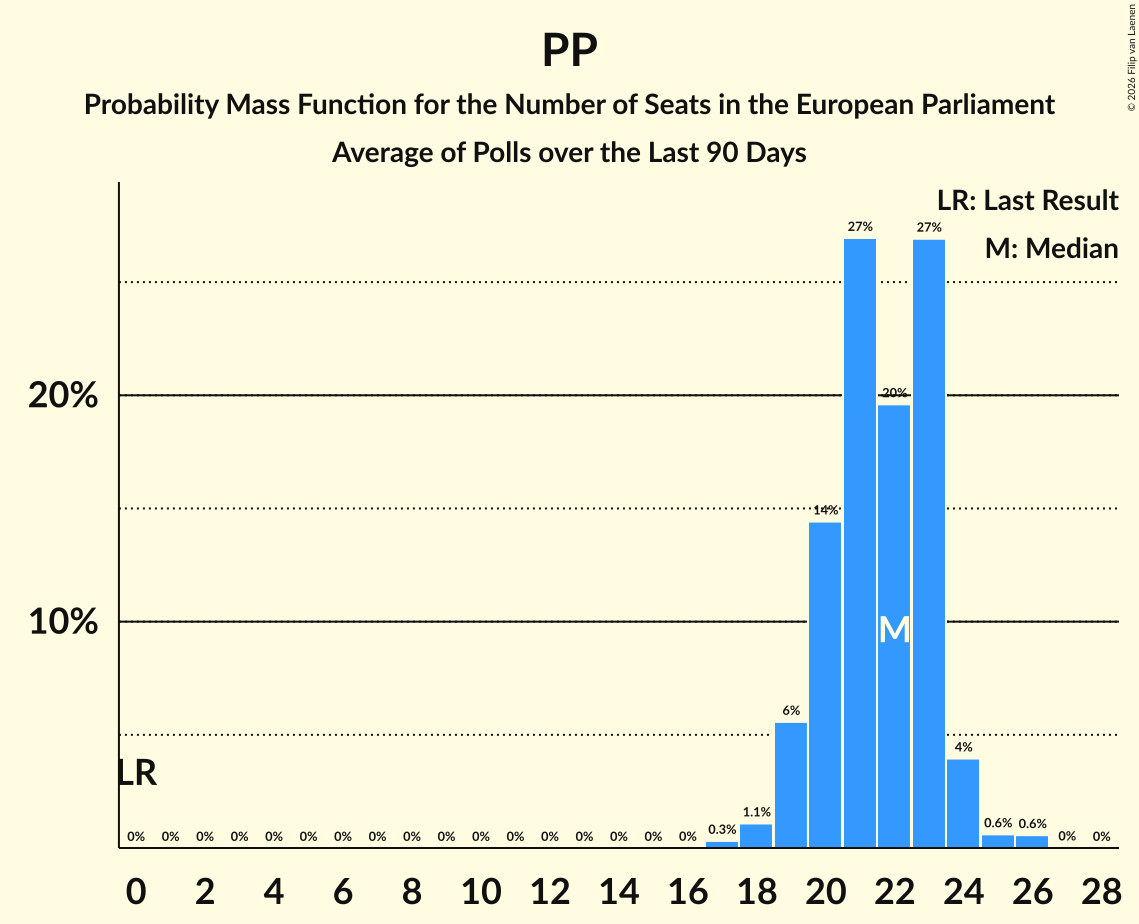 PP
Probability Mass Function for the Number of Seats in the European Parliament
Average of Polls over the Last 90 Days
© 2026 Filip van Laenen
LR: Last Result
M: Median
27% 27%
20% 20%
14%
10% M
6%
4%
LR
0% 0% 0% 0% 0% 0% 0% 0% 0% 0% 0% 0% 0% 0% 0% 0% 0% 0.3% 1.1% 0.6% 0.6% 0% 0%
0 2 4 6 8 10 12 14 16 18 20 22 24 26 28